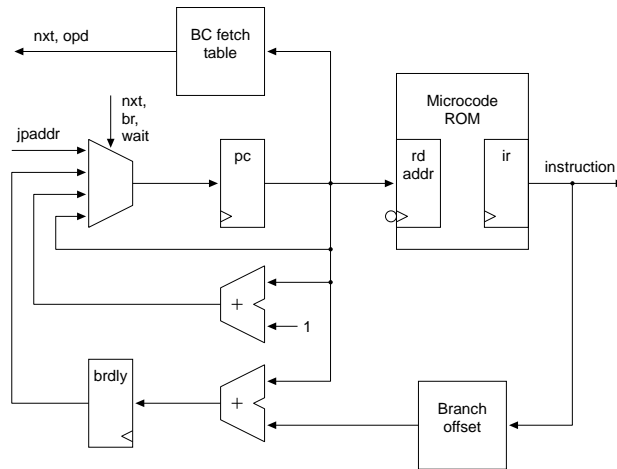 BC fetch
table
nxt, opd
nxt,
br,
wait
jpaddr
pc
Microcode
ROM
rd
addr
ir
instruction
+
1
brdly
+
Branch
offset